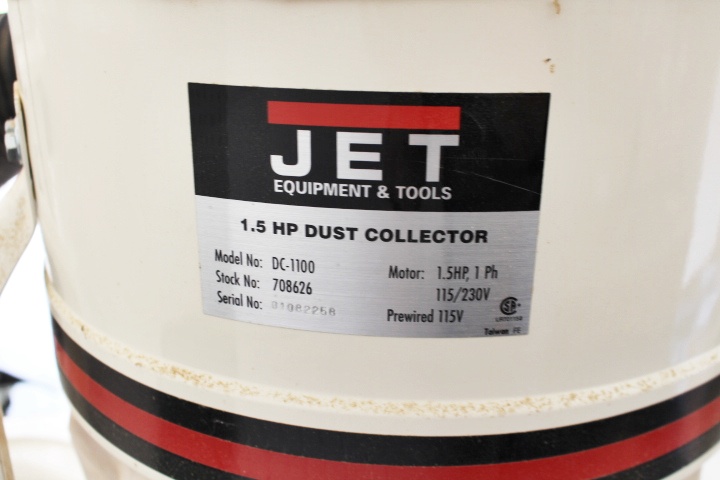 JET
EQUIPMENT & TOOLS
1.5 HP DUST COLLECTOR
Model No: DC-1100
Stock No: 708626
Serial No:
Motor: 1.5HP, 1 Ph
115/230V
Prewired 115V
Taiwan